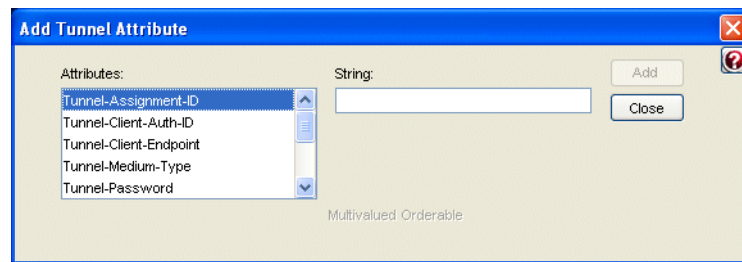 Add Tunnel Attribute
Attributes:
String:
Add
Tunnel-Assignment-ID
Close
Tunnel-Client-Auth-ID
Tunnel-Client-Endpoint
Tunnel-Medium-Type
Tunnel-Password
Multivalued Orderable